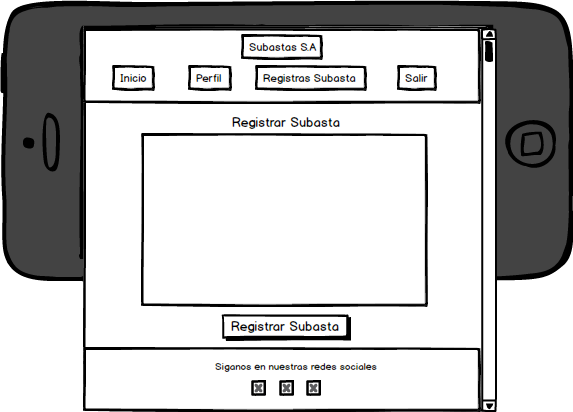 Subastas S.A
Inicio
Perfil
Registras Subasta
Salir
Registrar Subasta
Registrar Subasta
Siganos en nuestras redes sociales